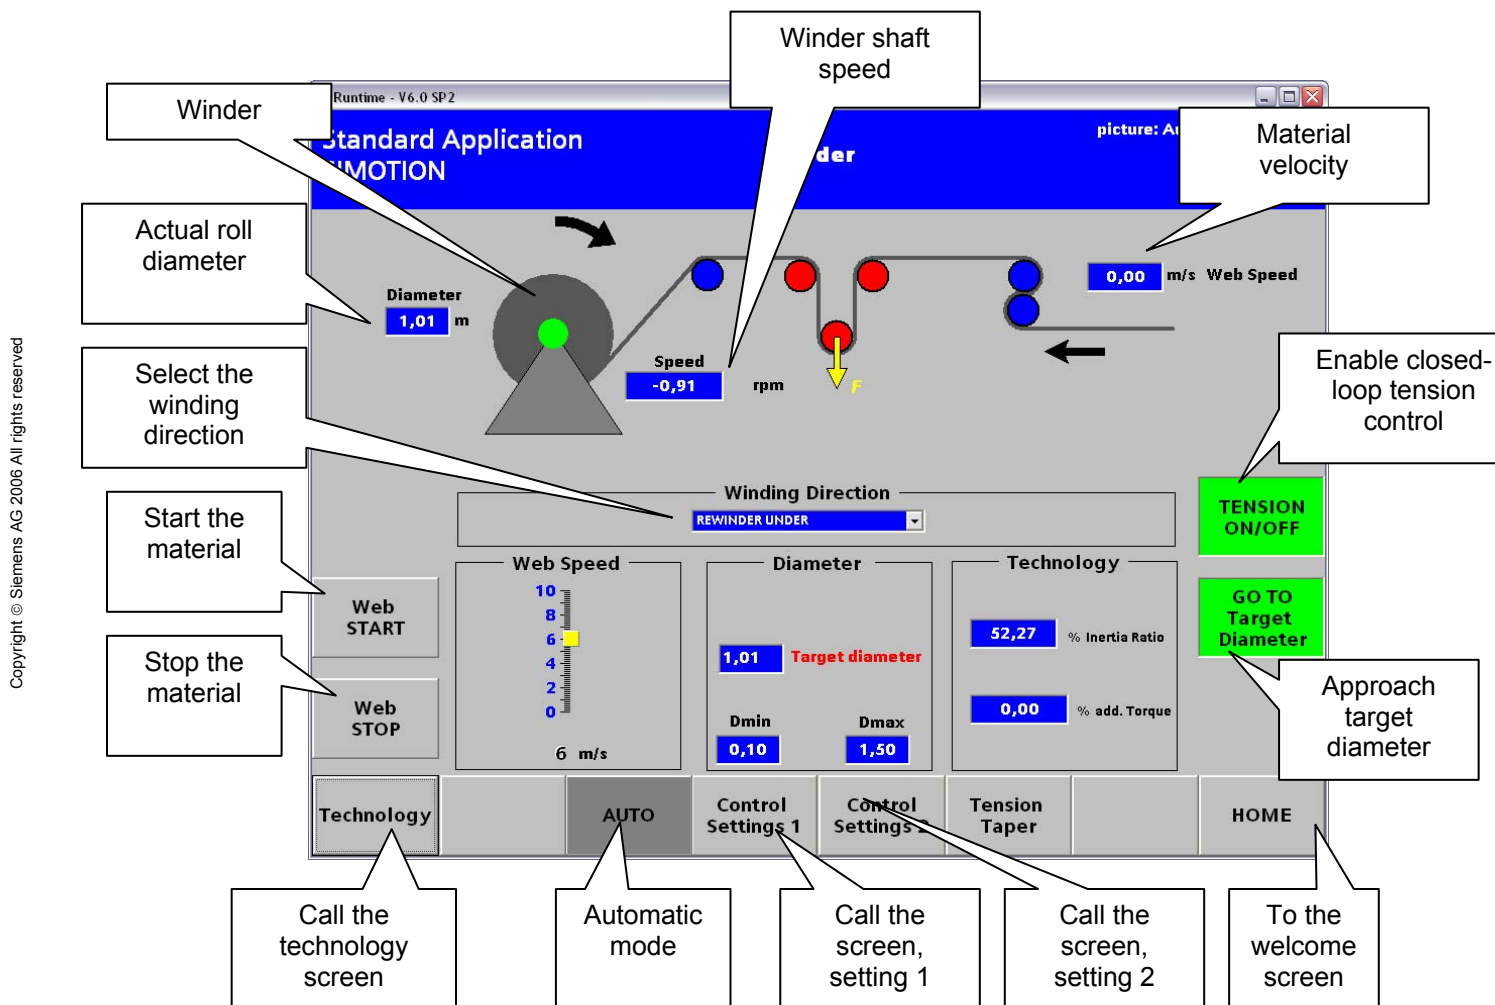 Winder shaft
speed
Runtime - V6.0 SP2
Winder
Standard Application
IMOTION
der
picture: Au
Material
velocity
Actual roll
diameter
Diameter
1,01 m
0,00 m/s Web Speed
Speed
-0,91 rpm
F
Select the
winding
direction
Enable closed-
loop tension
control
Copyright © Siemens AG 2006 All rights reserved
Winding Direction
REWINDER UNDER
TENSION
ON/OFF
Start the
material
Web
START
Stop the
material
Web
STOP
Web Speed
10
8
6
4
2
0
6 m/s
Diameter
1,01 Target diameter
Dmin
0,10
Dmax
1,50
Technology
52,27 % Inertia Ratio
0,00 % add. Torque
GO TO
Target
Diameter
Approach
target
diameter
Technology
AUTO
Control
Settings 1
Control
Settings 2
Tension
Taper
HOME
Call the
technology
screen
Automatic
mode
Call the
screen,
setting 1
Call the
screen,
setting 2
To the
welcome
screen